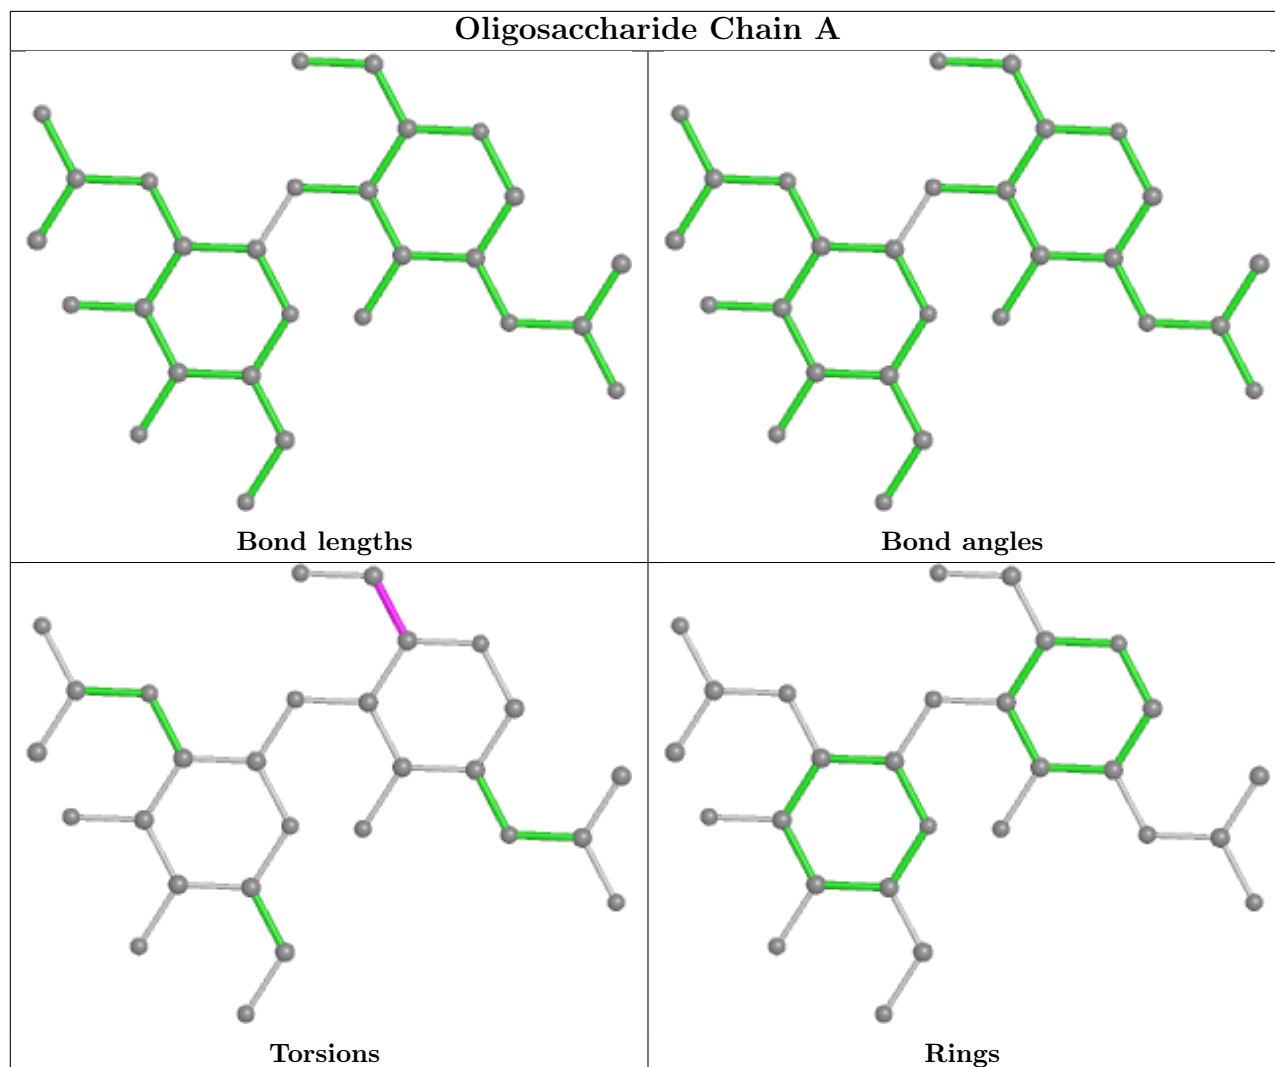 Oligosaccharide Chain A
Bond lengths
Bond angles
Torsions
Rings